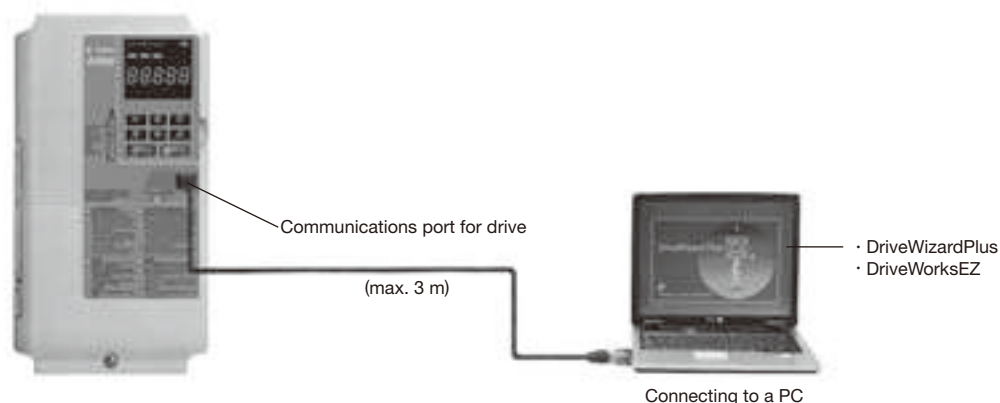 Communications port for drive
(max. 3 m)
· DriveWizardPlus
· DriveWorksEZ
Connecting to a PC